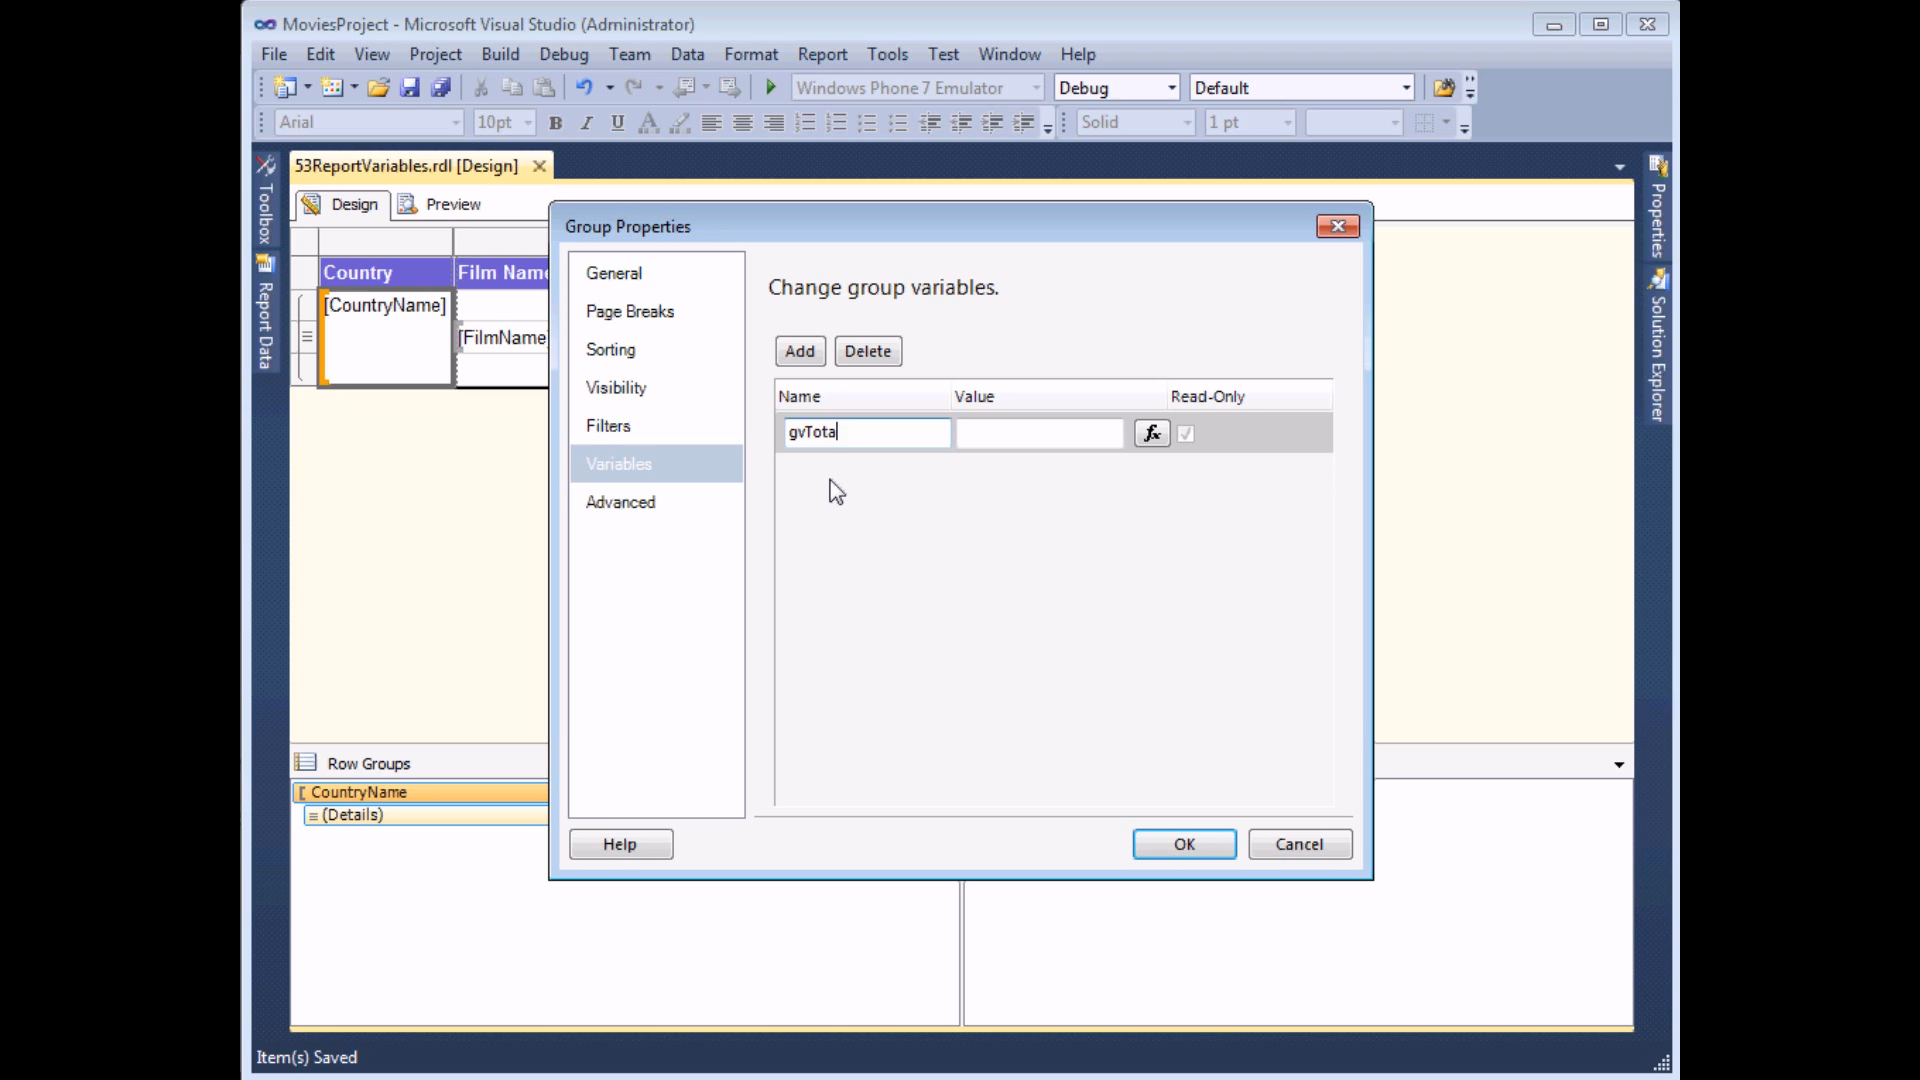 MoviesProject - Microsoft Visual Studio (Administrator)
File Edit View Project Build Debug Team Data Format Report Tools Test Window Help
Windows Phone 7 Emulator Debug Default
Arial 10pt B I U A Solid 1 pt
53ReportVariables.rdl [Design]
Toolbox
Report Data
Properties
Solution Explorer
Design Preview
Country Film Name
[CountryName]
[FilmName]
Group Properties
General
Page Breaks
Sorting
Visibility
Filters
Variables
Advanced
Change group variables.
Add Delete
Name Value Read-Only
gvTota fx
Help OK Cancel
Row Groups
[ CountryName
(Details)
Item(s) Saved